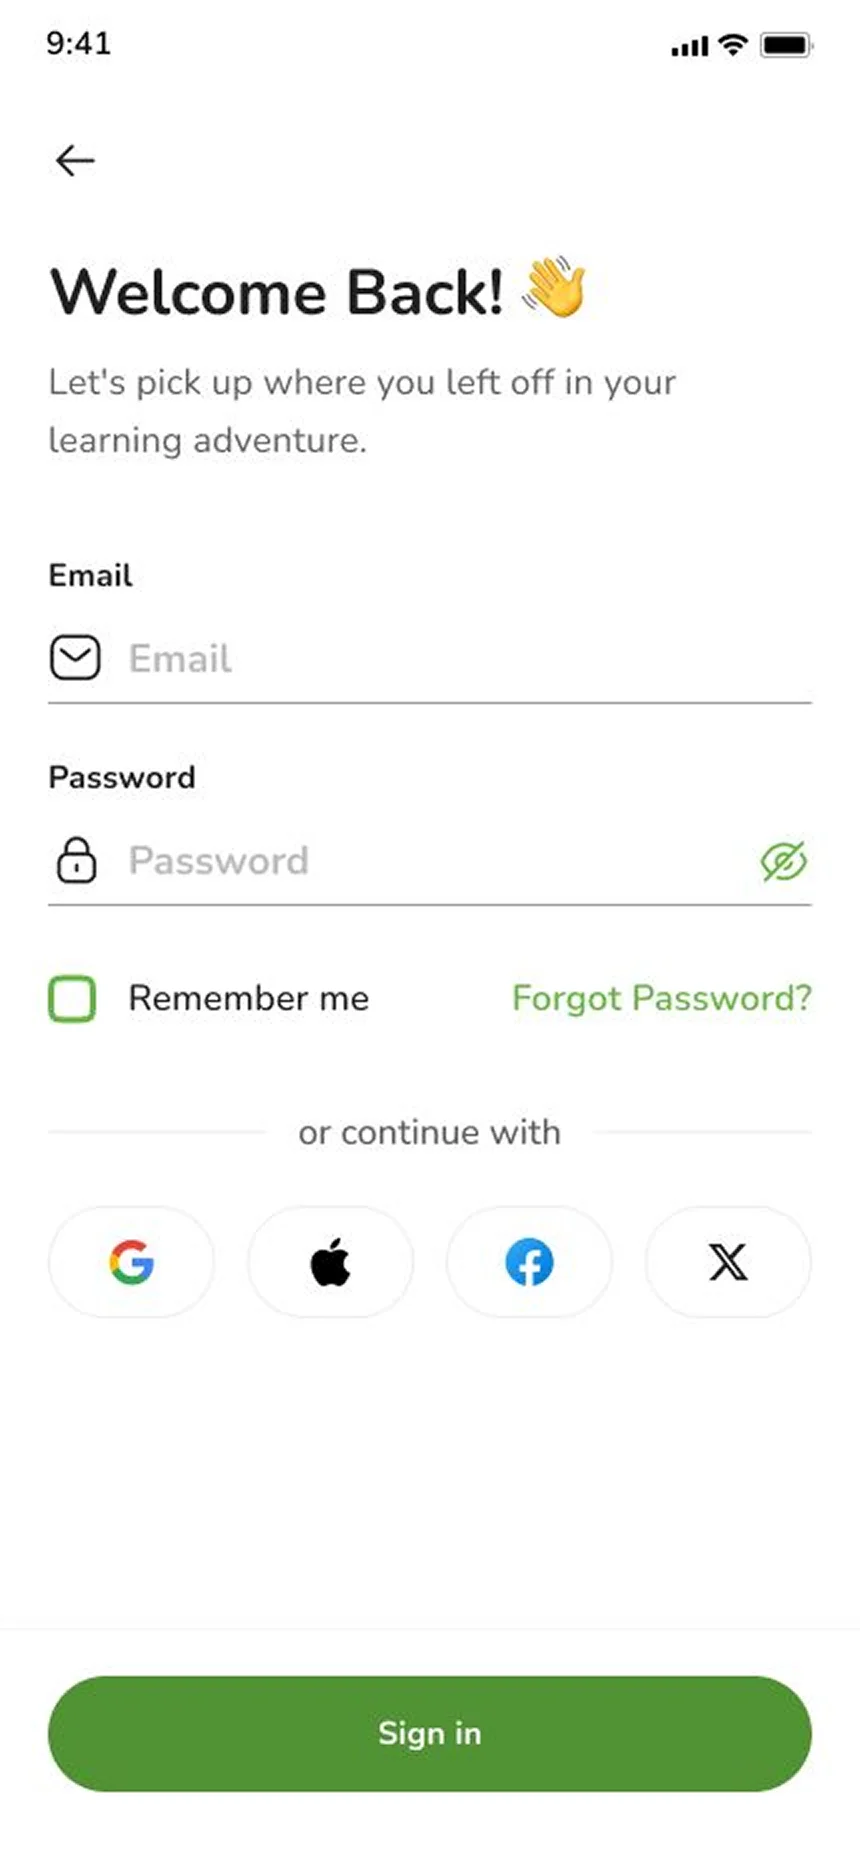 9:41
Welcome Back! 👋
Let's pick up where you left off in your
learning adventure.
Email
Email
Password
Password
Remember me
Forgot Password?
or continue with
Sign in